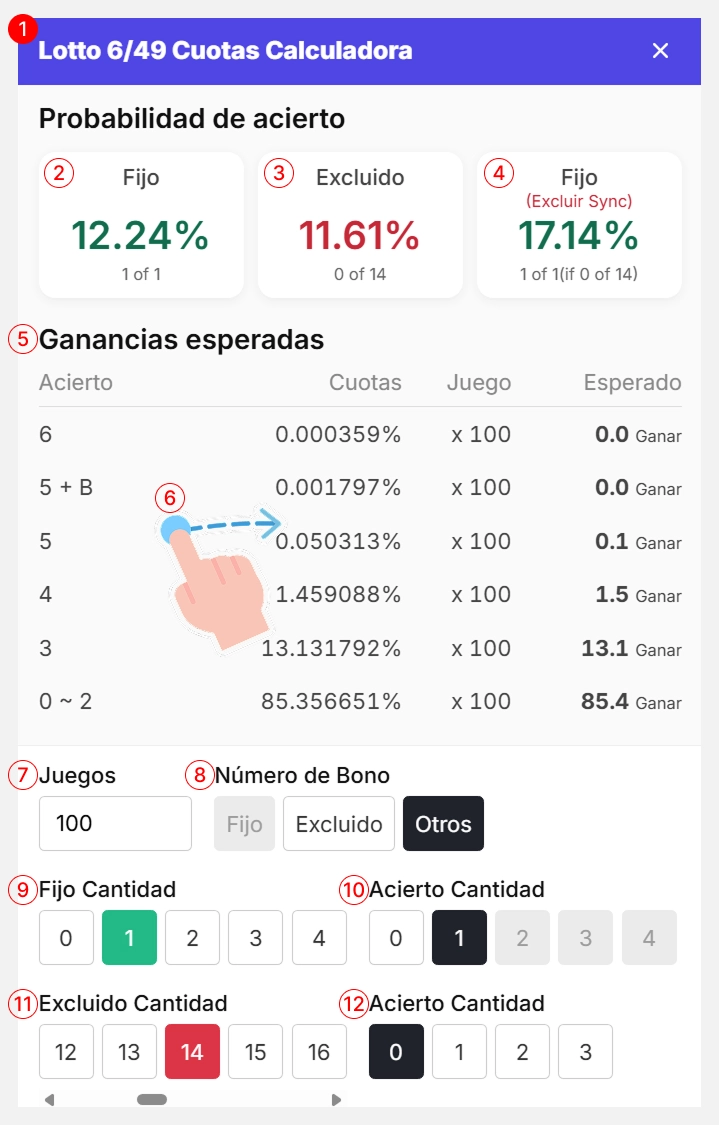 1
Lotto 6/49 Cuotas Calculadora ×
Probabilidad de acierto
2 Fijo 3 Excluido 4 Fijo
(Excluir Sync)
12.24% 11.61% 17.14%
1 of 1 0 of 14 1 of 1(if 0 of 14)
5 Ganancias esperadas
Acierto Cuotas Juego Esperado
6 0.000359% x 100 0.0 Ganar
5 + B 0.001797% x 100 0.0 Ganar
6
5 0.050313% x 100 0.1 Ganar
4 1.459088% x 100 1.5 Ganar
3 13.131792% x 100 13.1 Ganar
0 ~ 2 85.356651% x 100 85.4 Ganar
7 Juegos 8 Número de Bono
100 Fijo Excluido Otros
9 Fijo Cantidad 10 Acierto Cantidad
0 1 2 3 4 0 1 2 3 4
11 Excluido Cantidad 12 Acierto Cantidad
12 13 14 15 16 0 1 2 3